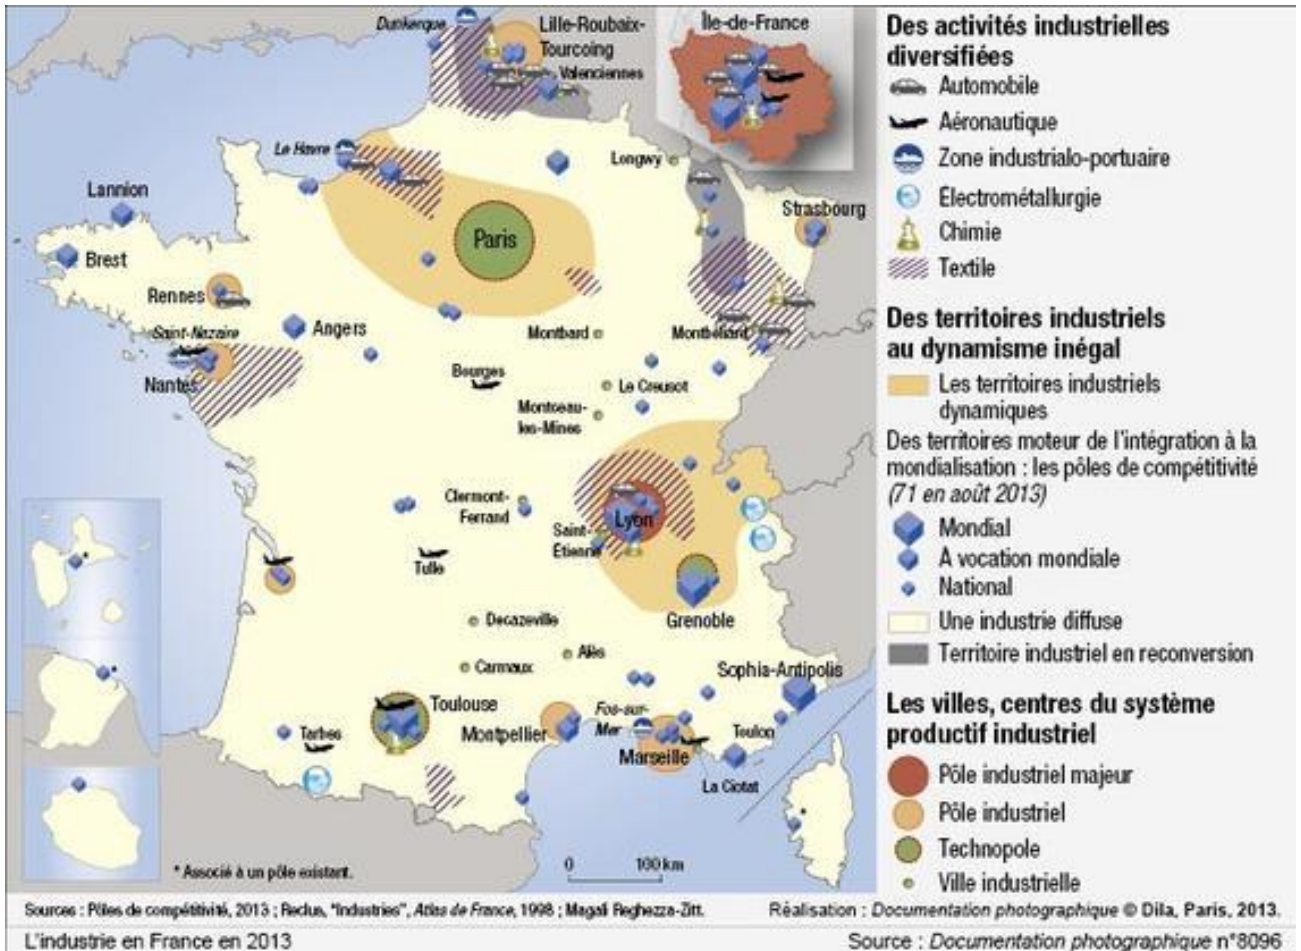 Dunkerque
Lille-Roubaix-
Tourcoing
Valenciennes
Île-de-France
Le Havre
Longwy
Lannion
Strasbourg
Paris
Brest
Rennes
Angers
Montbard
Montbéliard
Saint-Nazaire
Nantes
Bourges
Le Creusot
Montceau-
les-Mines
Clermont-
Ferrand
Lyon
Saint-
Étienne
Tulle
Grenoble
Decazeville
Alès
Carmaux
Sophia-Antipolis
Toulouse
Fos-sur-
Mer
Montpellier
Toulon
Tarbes
Marseille
La Ciotat
*
*
*
* Associé à un pôle existant.
0 100 km
Des activités industrielles
diversifiées
Automobile
Aéronautique
Zone industrialo-portuaire
Électrométallurgie
Chimie
Textile
Des territoires industriels
au dynamisme inégal
Les territoires industriels
dynamiques
Des territoires moteur de l'intégration à la
mondialisation : les pôles de compétitivité
(71 en août 2013)
Mondial
A vocation mondiale
National
Une industrie diffuse
Territoire industriel en reconversion
Les villes, centres du système
productif industriel
Pôle industriel majeur
Pôle industriel
Technopole
Ville industrielle
Sources : Pôles de compétitivité, 2013 ; Reclus, "Industries", Atlas de France, 1998 ; Magali Reghezza-Zitt.
Réalisation : Documentation photographique © Dila, Paris, 2013.
L'industrie en France en 2013
Source : Documentation photographique n°8096